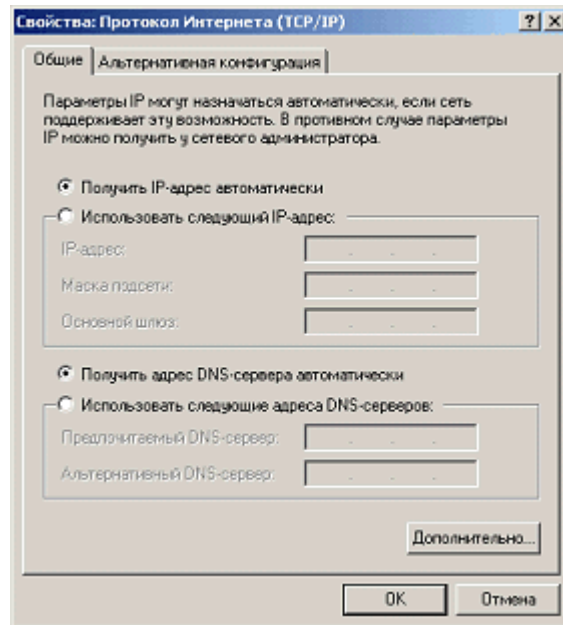 Свойства: Протокол Интернета (TCP/IP)
Общие
Альтернативная конфигурация
Параметры IP могут назначаться автоматически, если сеть
поддерживает эту возможность. В противном случае параметры
IP можно получить у сетевого администратора.
Получить IP-адрес автоматически
Использовать следующий IP-адрес:
IP-адрес:
Маска подсети:
Основной шлюз:
Получить адрес DNS-сервера автоматически
Использовать следующие адреса DNS-серверов:
Предпочитаемый DNS-сервер:
Альтернативный DNS-сервер:
Дополнительно...
OK
Отмена